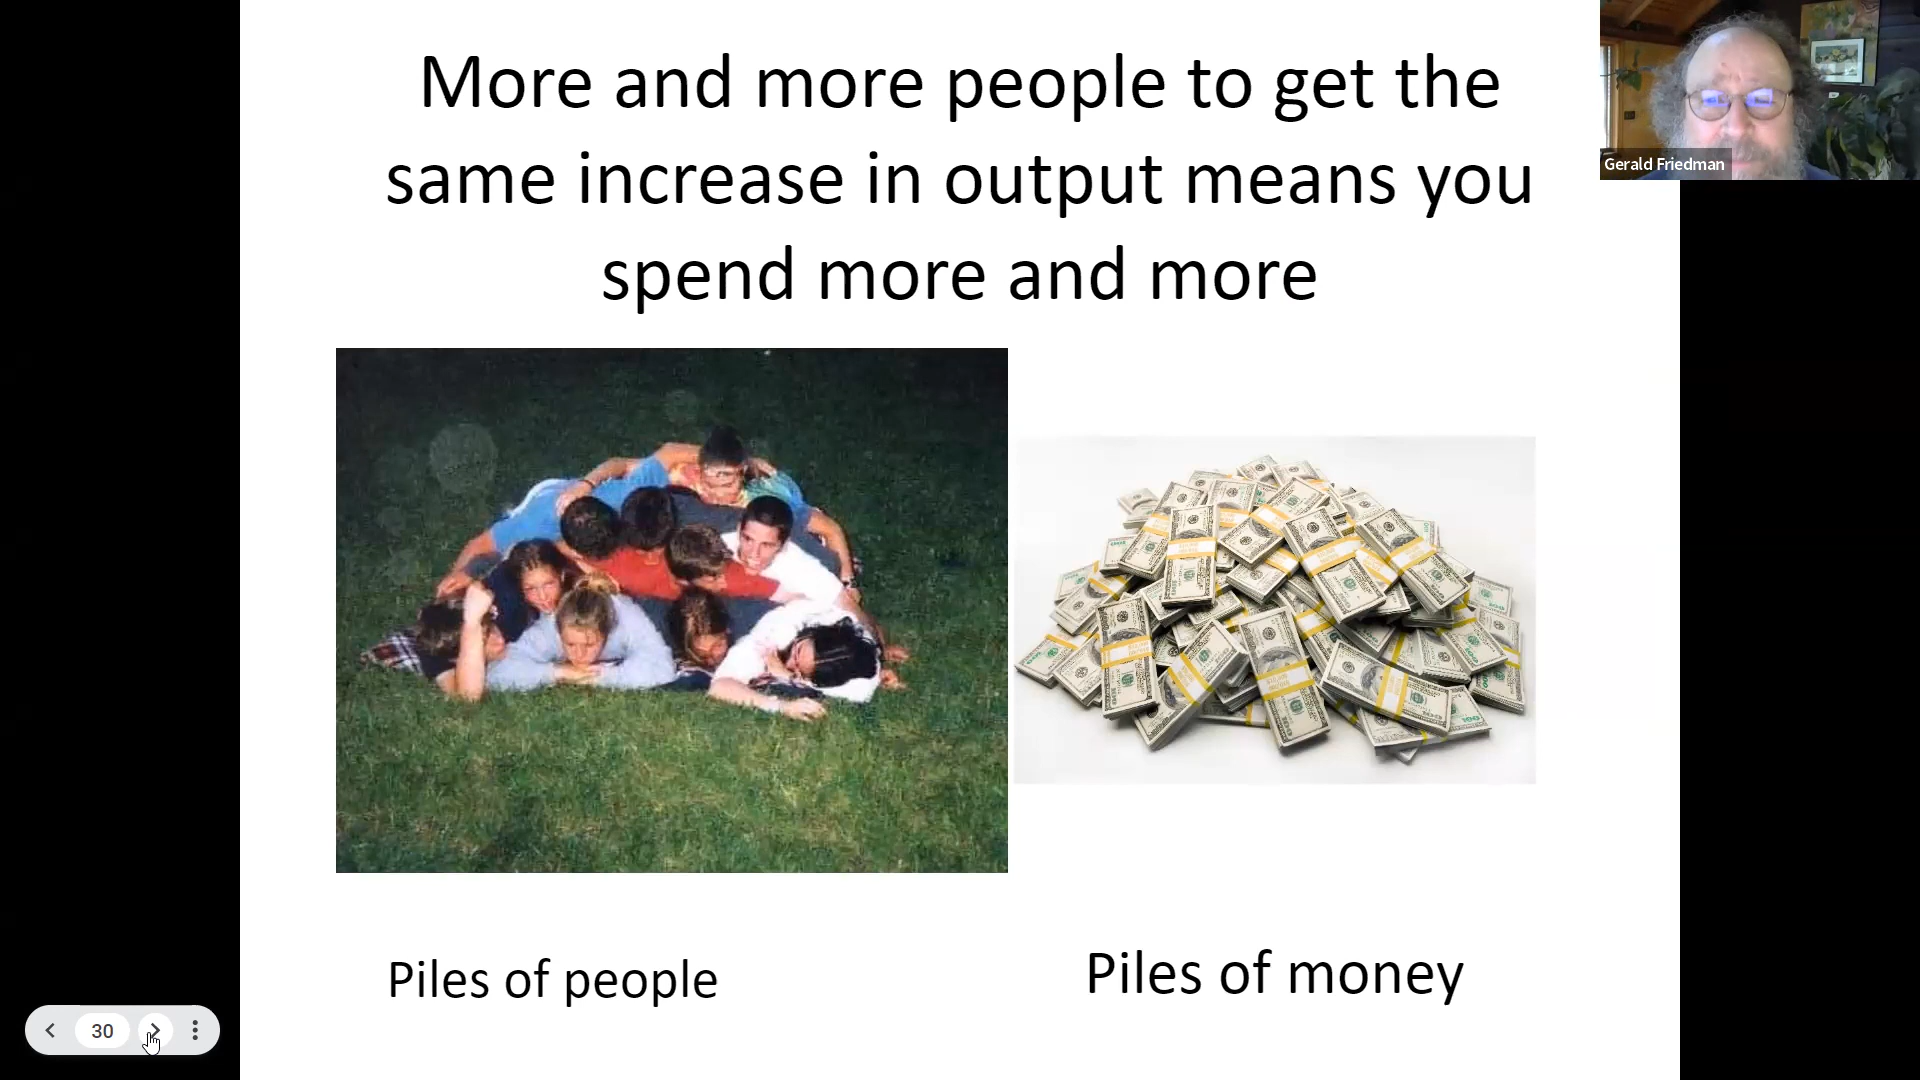 More and more people to get the
same increase in output means you
spend more and more
Gerald Friedman
Piles of people
Piles of money
30